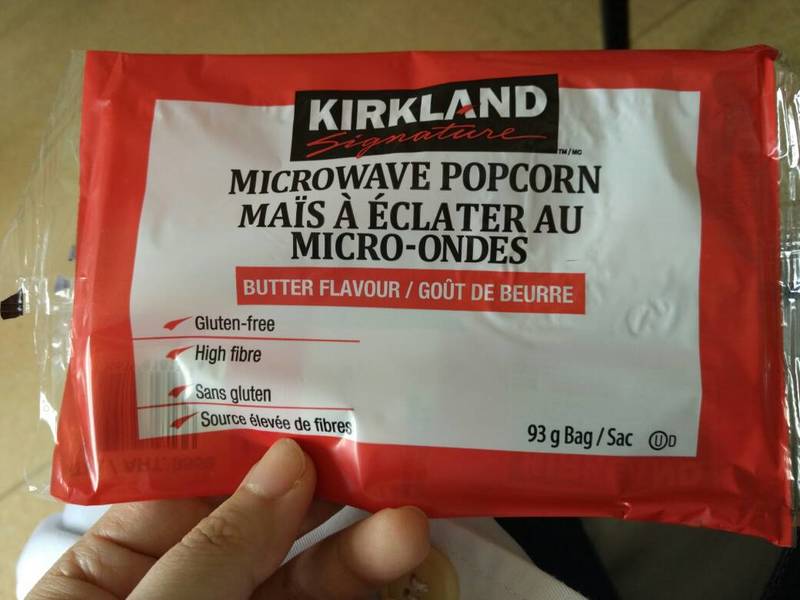 KIRKLAND
Signature
TM/MC
MICROWAVE POPCORN
MAÏS À ÉCLATER AU
MICRO-ONDES
BUTTER FLAVOUR / GOÛT DE BEURRE
Gluten-free
High fibre
Sans gluten
Source élevée de fibres
93 g Bag / Sac ⓊD